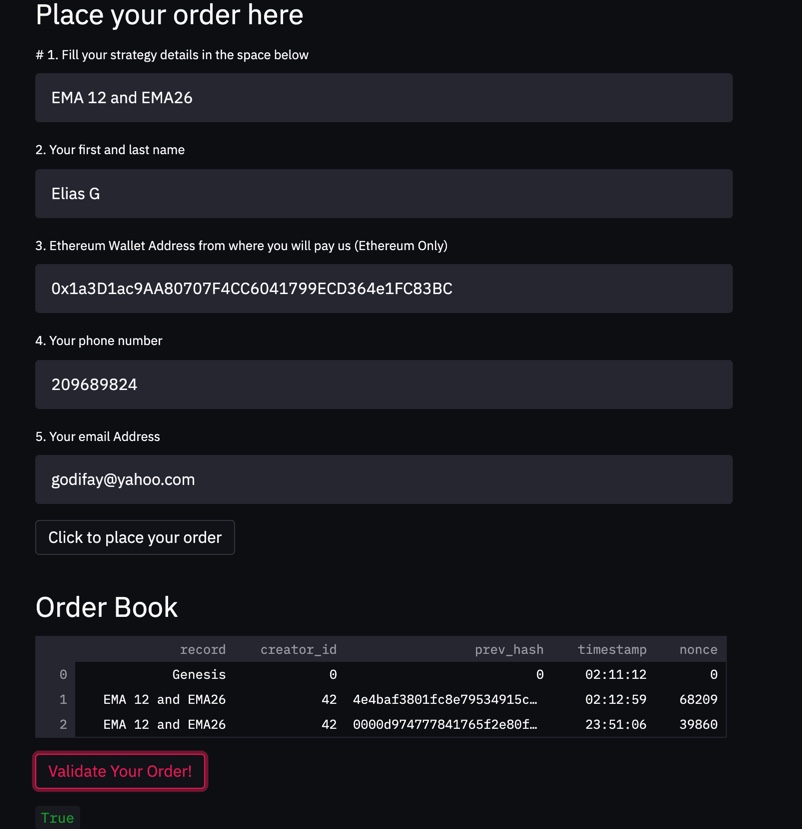 Place your order here
# 1. Fill your strategy details in the space below
EMA 12 and EMA26
2. Your first and last name
Elias G
3. Ethereum Wallet Address from where you will pay us (Ethereum Only)
0x1a3D1ac9AA80707F4CC6041799ECD364e1FC83BC
4. Your phone number
209689824
5. Your email Address
godifay@yahoo.com
Click to place your order
Order Book
record creator_id prev_hash timestamp nonce
0 Genesis 0 0 02:11:12 0
1 EMA 12 and EMA26 42 4e4baf3801fc8e79534915c… 02:12:59 68209
2 EMA 12 and EMA26 42 0000d974777841765f2e80f… 23:51:06 39860
Validate Your Order!
True